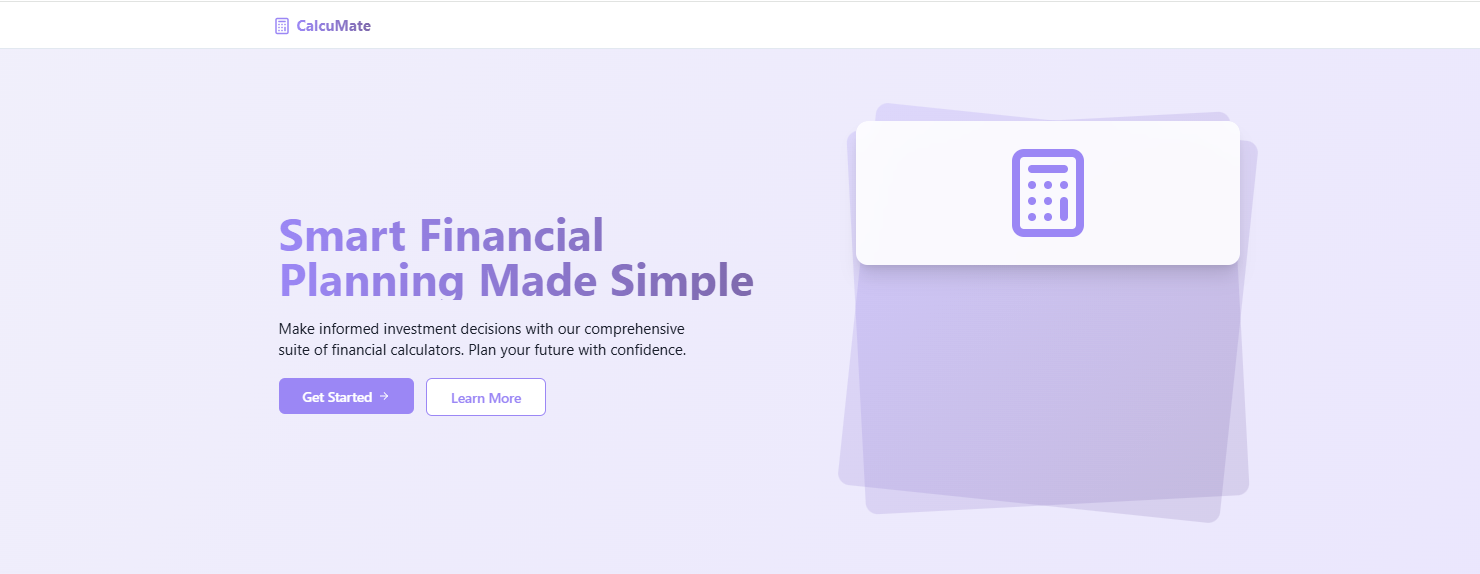 CalcuMate
Smart Financial
Planning Made Simple
Make informed investment decisions with our comprehensive
suite of financial calculators. Plan your future with confidence.
Get Started →
Learn More